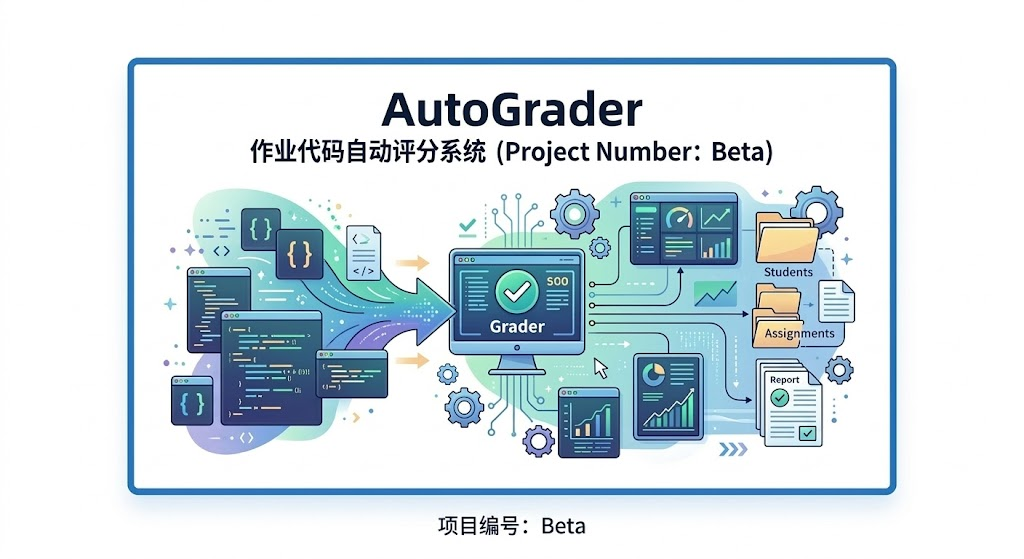 AutoGrader
作业代码自动评分系统 (Project Number: Beta)
{ }
{ }
</>
<>
500
Grader
Students
Assignments
Report
{ }
<>
项目编号：Beta